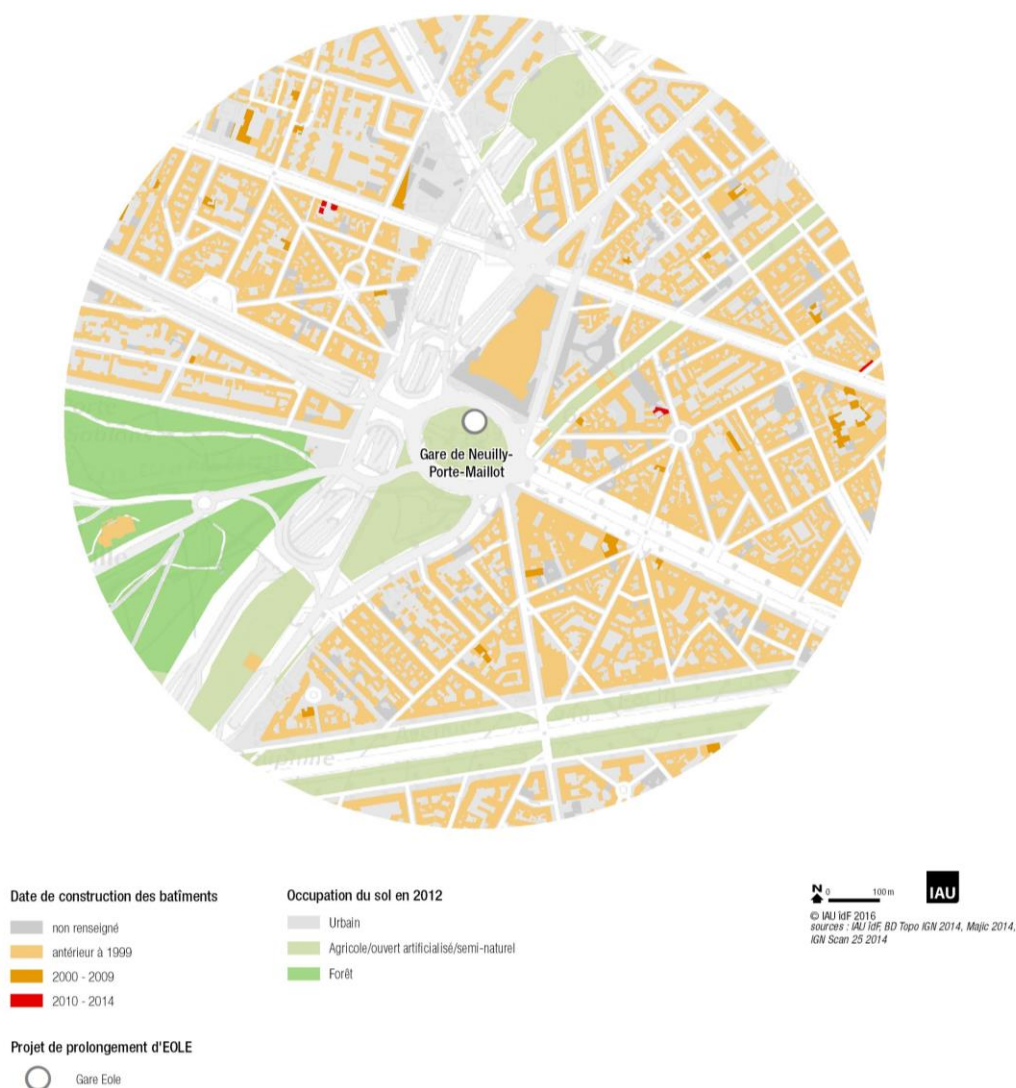 Gare de Neuilly-
Porte-Maillot
Date de construction des batîments
non renseigné
antérieur à 1999
2000 - 2009
2010 - 2014
Projet de prolongement d'EOLE
Gare Eole
Occupation du sol en 2012
Urbain
Agricole/ouvert artificialisé/semi-naturel
Forêt
N 0 100 m
IAU
© IAU îdF 2016
sources : IAU îdF, BD Topo IGN 2014, Majic 2014,
IGN Scan 25 2014